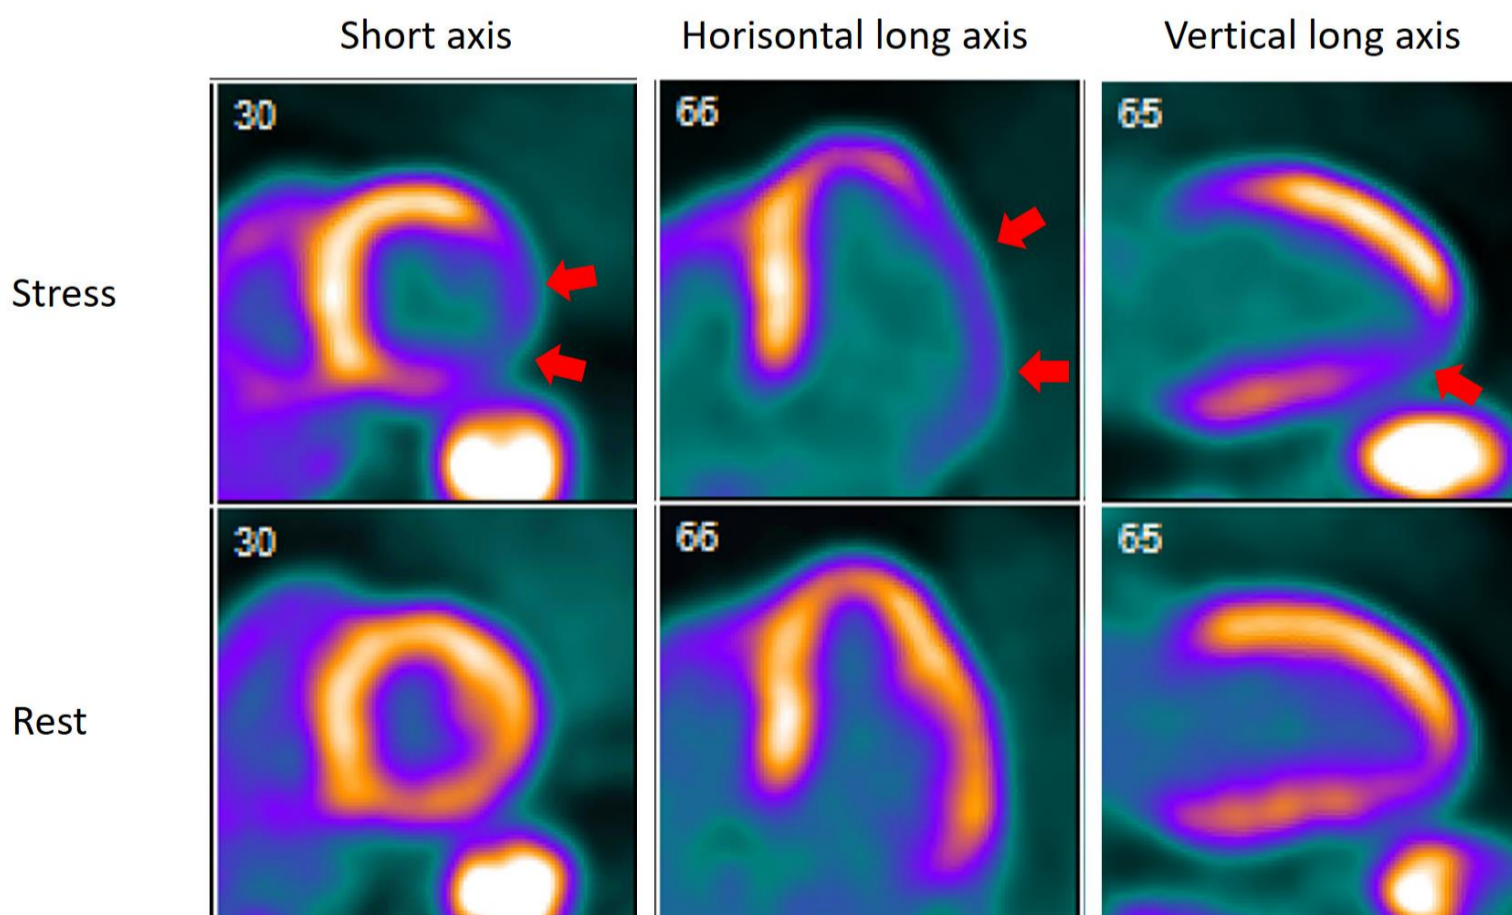 Short axis
Horisontal long axis
Vertical long axis
Stress
30
66
65
Rest
30
66
65